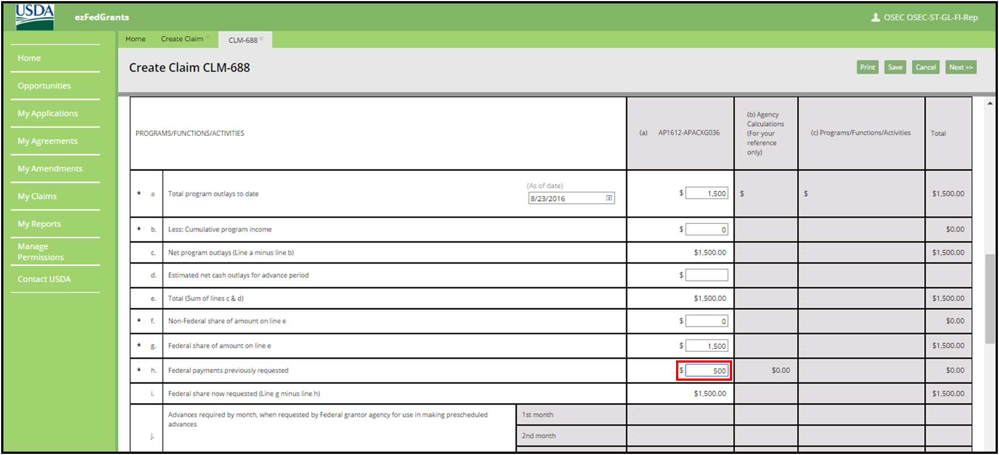 USDA
ezFedGrants
OSEC OSEC-ST-GL-FI-Rep
Home
Create Claim
CLM-688
Home
Opportunities
My Applications
My Agreements
My Amendments
My Claims
My Reports
Manage
Permissions
Contact USDA
Create Claim CLM-688
Print Save Cancel Next >>
PROGRAMS/FUNCTIONS/ACTIVITIES
(a) AP1612-APACXG036
(b) Agency
Calculations
(For your
reference
only)
(c) Programs/Functions/Activities
Total
* a Total program outlays to date (As of date) 8/23/2016 $ 1,500 $ $ $1,500.00
* b. Less: Cumulative program income $ 0 $0.00
c. Net program outlays (Line a minus line b) $1,500.00 $1,500.00
d. Estimated net cash outlays for advance period $
e. Total (Sum of lines c & d) $1,500.00 $1,500.00
* f. Non-Federal share of amount on line e $ 0 $0.00
* g. Federal share of amount on line e $ 1,500 $1,500.00
* h. Federal payments previously requested $ 500 $0.00 $0.00
i. Federal share now requested (Line g minus line h) $1,500.00 $1,500.00
j. Advances required by month, when requested by Federal grantor agency for use in making prescheduled
advances
1st month
2nd month